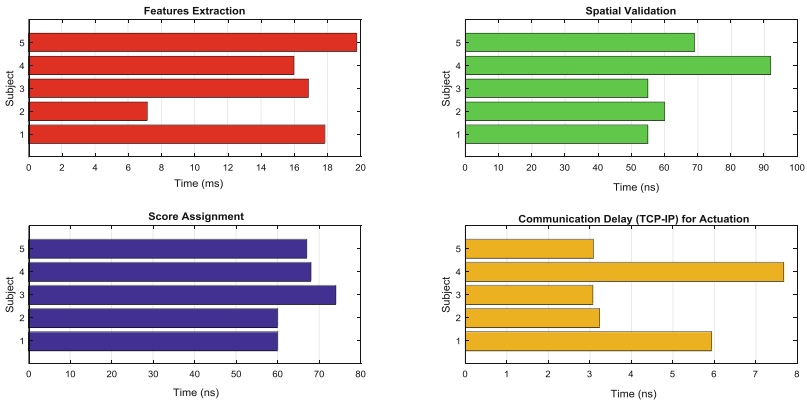 Features Extraction
Subject
5
4
3
2
1
0 2 4 6 8 10 12 14 16 18 20
Time (ms)
Spatial Validation
Subject
5
4
3
2
1
0 10 20 30 40 50 60 70 80 90 100
Time (ns)
Score Assignment
Subject
5
4
3
2
1
0 10 20 30 40 50 60 70 80
Time (ns)
Communication Delay (TCP-IP) for Actuation
Subject
5
4
3
2
1
0 1 2 3 4 5 6 7 8
Time (ns)